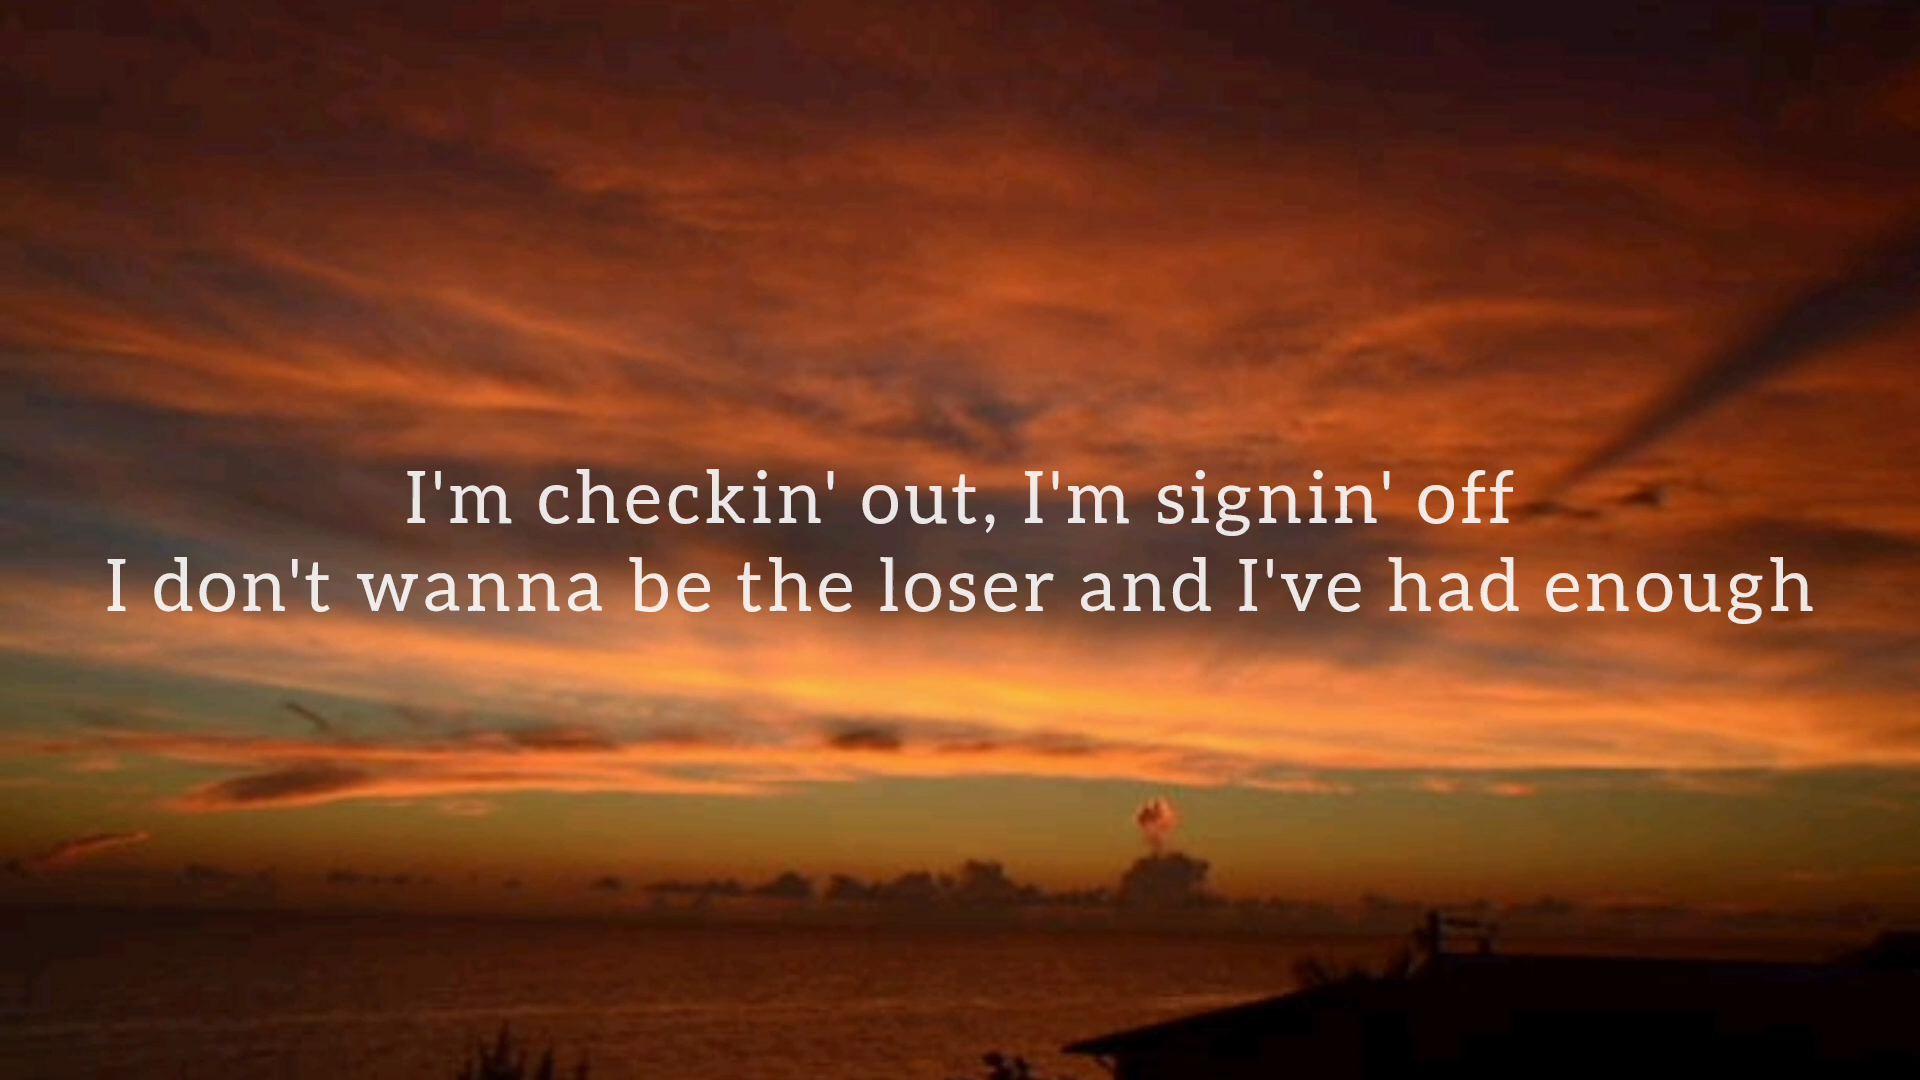 I'm checkin' out, I'm signin' off
I don't wanna be the loser and I've had enough